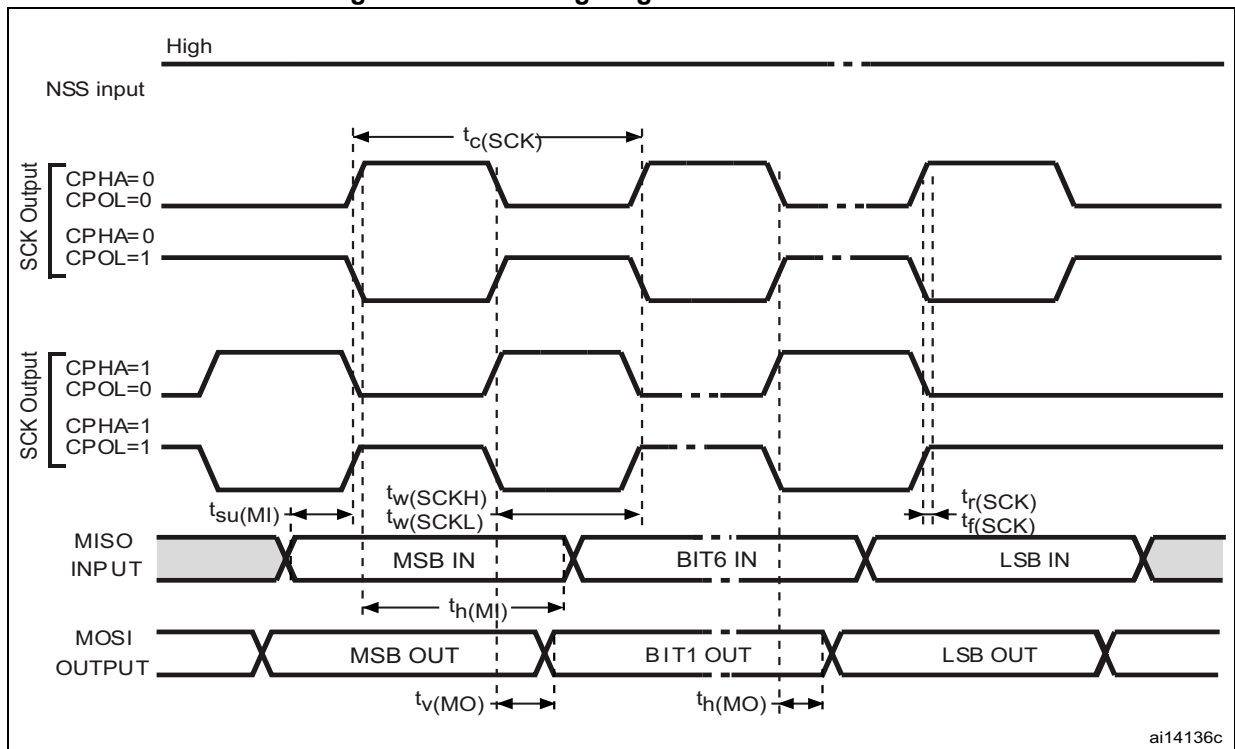 High
NSS input
tc(SCK)
SCK Output
CPHA=0
CPOL=0
CPHA=0
CPOL=1
SCK Output
CPHA=1
CPOL=0
CPHA=1
CPOL=1
tw(SCKH)
tw(SCKL)
tr(SCK)
tf(SCK)
tsu(MI)
MISO
INPUT
MSB IN
BIT6 IN
LSB IN
th(MI)
MOSI
OUTPUT
MSB OUT
BIT1 OUT
LSB OUT
tv(MO)
th(MO)
ai14136c